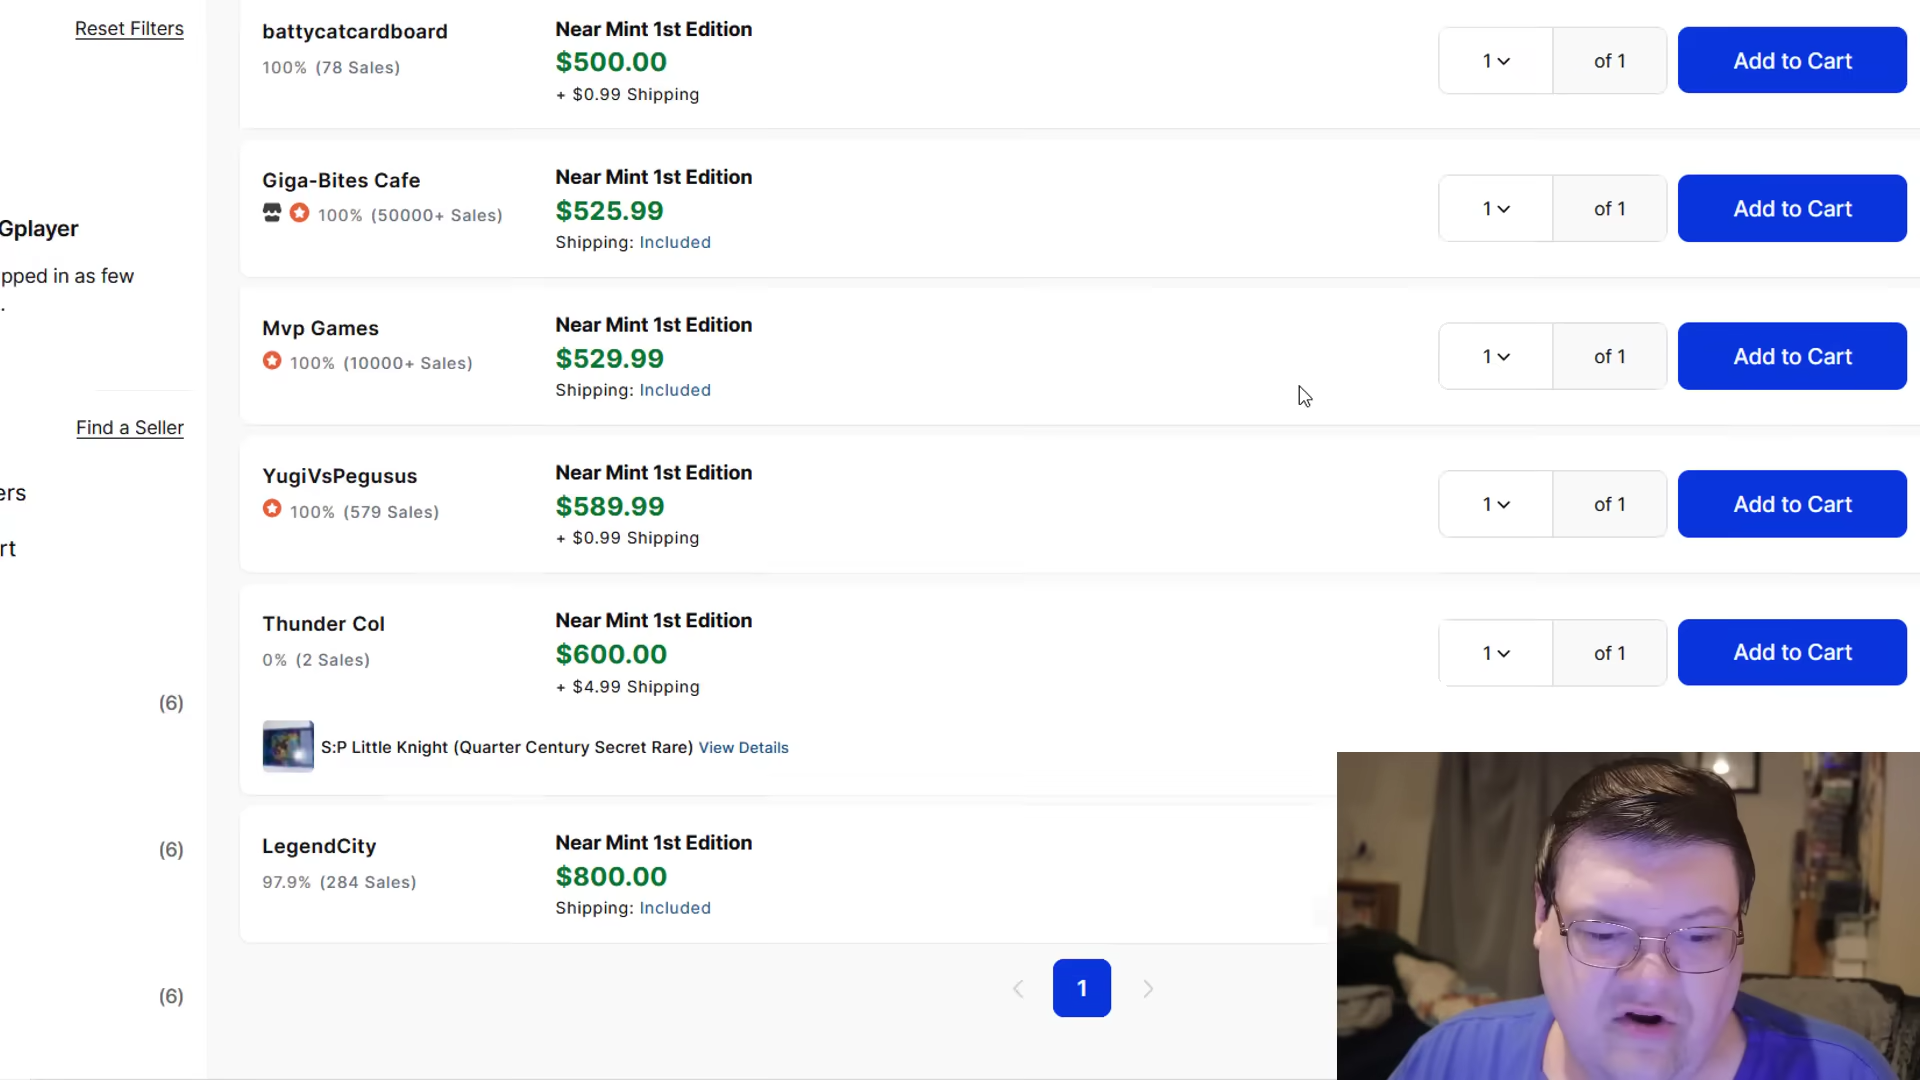 Reset Filters
Gplayer
pped in as few
.
Find a Seller
ers
rt
(6)
(6)
(6)
battycatcardboard
100% (78 Sales)
Near Mint 1st Edition
$500.00
+ $0.99 Shipping
1
of 1
Add to Cart
Giga-Bites Cafe
100% (50000+ Sales)
Near Mint 1st Edition
$525.99
Shipping: Included
1
of 1
Add to Cart
Mvp Games
100% (10000+ Sales)
Near Mint 1st Edition
$529.99
Shipping: Included
1
of 1
Add to Cart
YugiVsPegusus
100% (579 Sales)
Near Mint 1st Edition
$589.99
+ $0.99 Shipping
1
of 1
Add to Cart
Thunder Col
0% (2 Sales)
Near Mint 1st Edition
$600.00
+ $4.99 Shipping
1
of 1
Add to Cart
S:P Little Knight (Quarter Century Secret Rare) View Details
LegendCity
97.9% (284 Sales)
Near Mint 1st Edition
$800.00
Shipping: Included
1